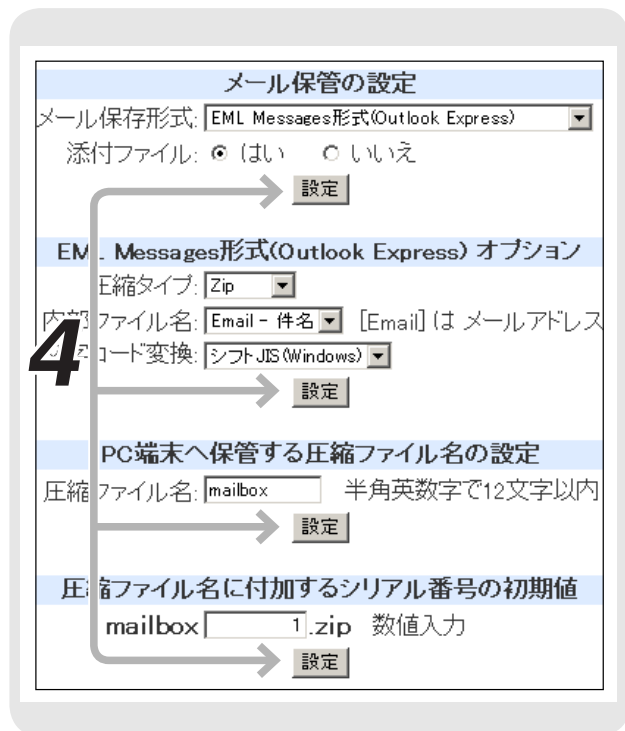 メール保管の設定
メール保存形式: EML Messages形式(Outlook Express)
添付ファイル: はい いいえ
設定
EML Messages形式(Outlook Express) オプション
圧縮タイプ: Zip
内部ファイル名: Email - 件名 [Email] は メールアドレス
コード変換: シフトJIS(Windows)
4
設定
PC端末へ保管する圧縮ファイル名の設定
圧縮ファイル名: mailbox 半角英数字で12文字以内
設定
圧縮ファイル名に付加するシリアル番号の初期値
mailbox 1 .zip 数値入力
設定